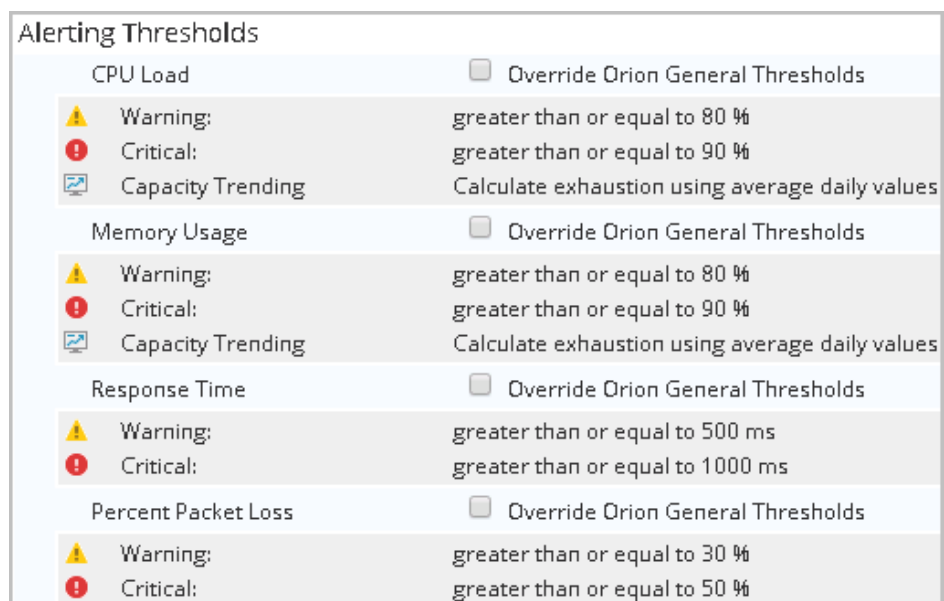 Alerting Thresholds
CPU Load Override Orion General Thresholds
Warning: greater than or equal to 80 %
Critical: greater than or equal to 90 %
Capacity Trending Calculate exhaustion using average daily values
Memory Usage Override Orion General Thresholds
Warning: greater than or equal to 80 %
Critical: greater than or equal to 90 %
Capacity Trending Calculate exhaustion using average daily values
Response Time Override Orion General Thresholds
Warning: greater than or equal to 500 ms
Critical: greater than or equal to 1000 ms
Percent Packet Loss Override Orion General Thresholds
Warning: greater than or equal to 30 %
Critical: greater than or equal to 50 %